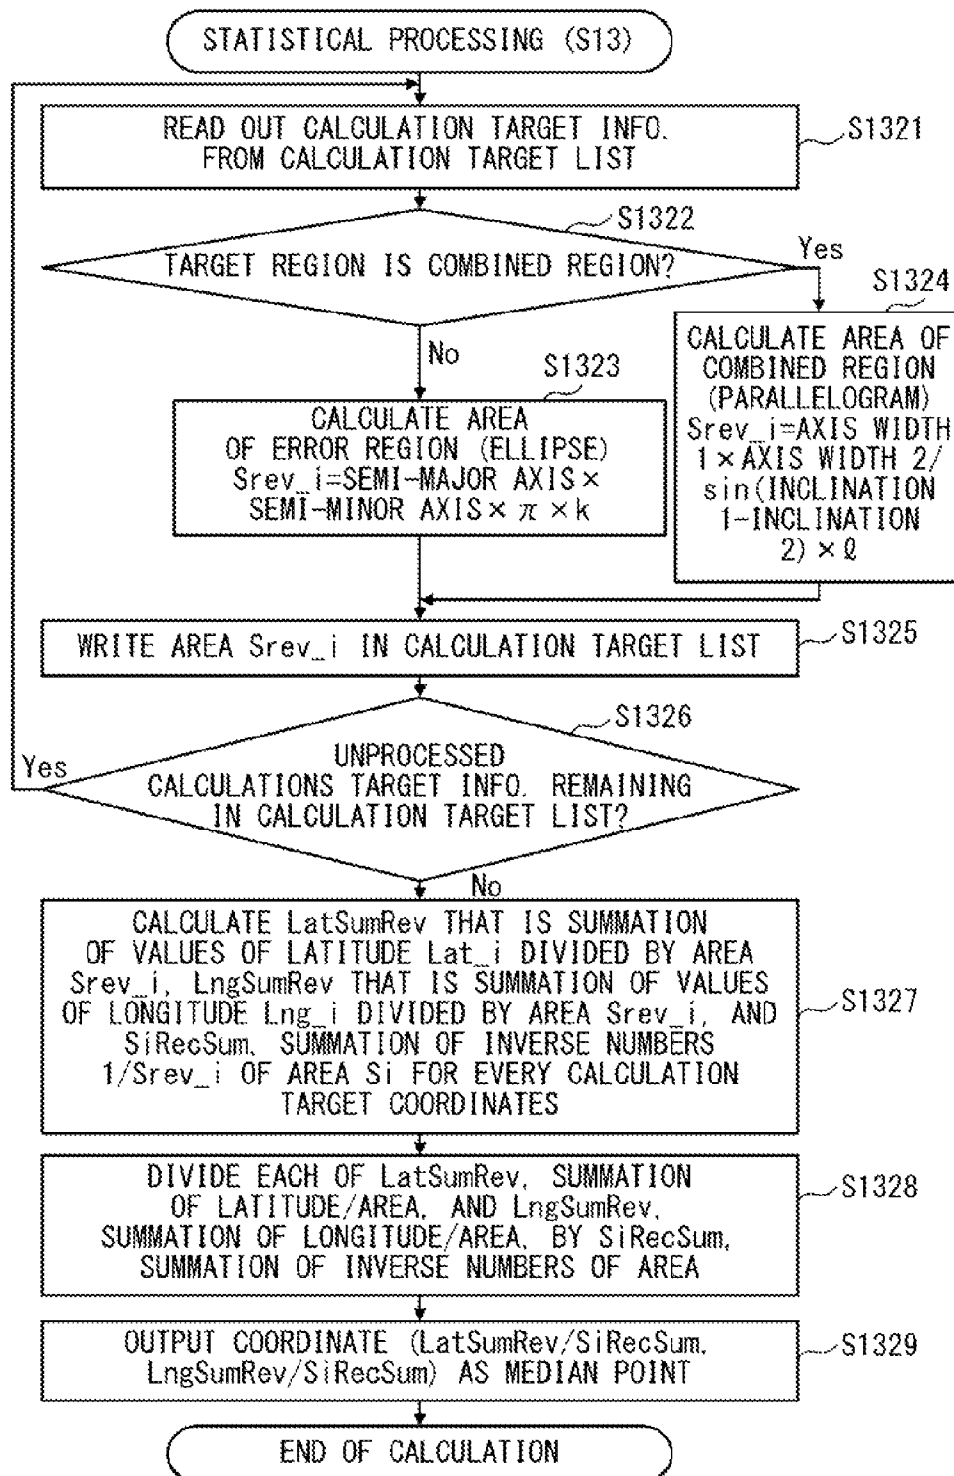 STATISTICAL PROCESSING (S13)
READ OUT CALCULATION TARGET INFO.
FROM CALCULATION TARGET LIST
S1321
S1322
TARGET REGION IS COMBINED REGION?
Yes
No
S1323
CALCULATE AREA
OF ERROR REGION (ELLIPSE)
Srev_i=SEMI-MAJOR AXIS×
SEMI-MINOR AXIS× π ×k
S1324
CALCULATE AREA OF
COMBINED REGION
(PARALLELOGRAM)
Srev_i=AXIS WIDTH
1×AXIS WIDTH 2/
sin(INCLINATION
1-INCLINATION
2)×ℓ
WRITE AREA Srev_i IN CALCULATION TARGET LIST
S1325
S1326
Yes
UNPROCESSED
CALCULATIONS TARGET INFO. REMAINING
IN CALCULATION TARGET LIST?
No
CALCULATE LatSumRev THAT IS SUMMATION
OF VALUES OF LATITUDE Lat_i DIVIDED BY AREA
Srev_i, LngSumRev THAT IS SUMMATION OF VALUES
OF LONGITUDE Lng_i DIVIDED BY AREA Srev_i, AND
SiRecSum, SUMMATION OF INVERSE NUMBERS
1/Srev_i OF AREA Si FOR EVERY CALCULATION
TARGET COORDINATES
S1327
DIVIDE EACH OF LatSumRev, SUMMATION
OF LATITUDE/AREA, AND LngSumRev,
SUMMATION OF LONGITUDE/AREA, BY SiRecSum,
SUMMATION OF INVERSE NUMBERS OF AREA
S1328
OUTPUT COORDINATE (LatSumRev/SiRecSum,
LngSumRev/SiRecSum) AS MEDIAN POINT
S1329
END OF CALCULATION